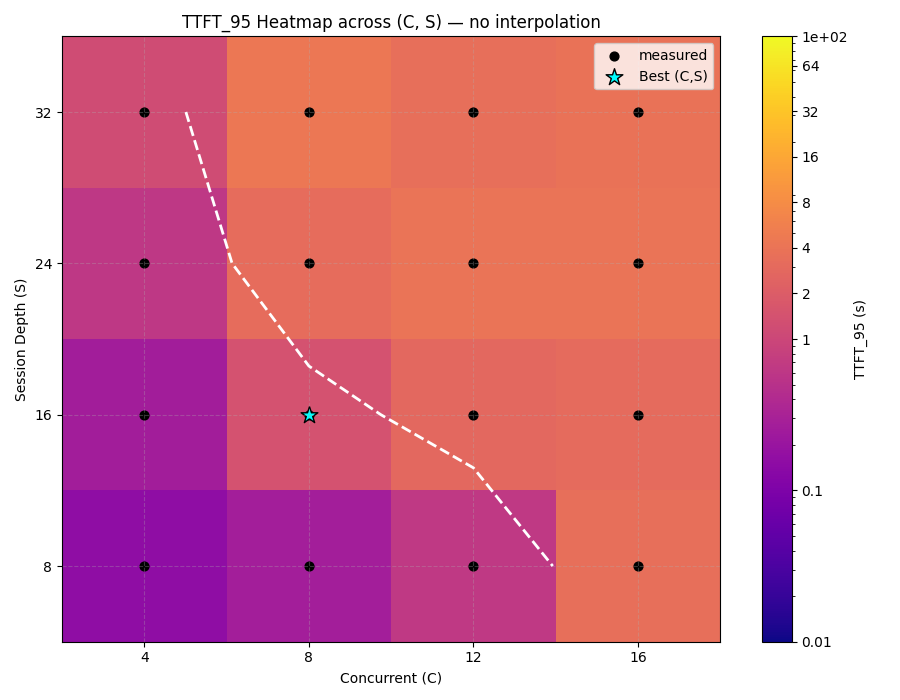 TTFT_95 Heatmap across (C, S) — no interpolation
measured
Best (C,S)
32
24
16
8
Session Depth (S)
4
8
12
16
Concurrent (C)
1e+02
64
32
16
8
4
2
1
0.1
0.01
TTFT_95 (s)